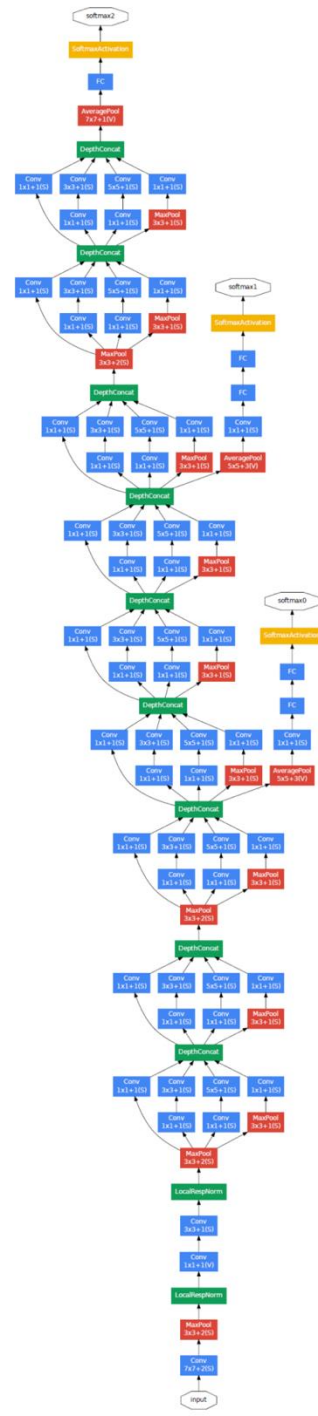 softmax2
SoftmaxActivation
FC
AveragePool
7x7+1(V)
DepthConcat
Conv Conv Conv Conv
1x1+1(S) 3x3+1(S) 5x5+1(S) 1x1+1(S)
Conv Conv MaxPool
1x1+1(S) 1x1+1(S) 3x3+1(S)
DepthConcat
Conv Conv Conv Conv softmax1
1x1+1(S) 3x3+1(S) 5x5+1(S) 1x1+1(S)
Conv Conv MaxPool SoftmaxActivation
1x1+1(S) 1x1+1(S) 3x3+1(S)
MaxPool FC
3x3+2(S)
DepthConcat FC
Conv Conv Conv Conv Conv
1x1+1(S) 3x3+1(S) 5x5+1(S) 1x1+1(S) 1x1+1(S)
Conv Conv MaxPool AveragePool
1x1+1(S) 1x1+1(S) 3x3+1(S) 5x5+3(V)
DepthConcat
Conv Conv Conv Conv
1x1+1(S) 3x3+1(S) 5x5+1(S) 1x1+1(S)
Conv Conv MaxPool
1x1+1(S) 1x1+1(S) 3x3+1(S)
DepthConcat softmax0
Conv Conv Conv Conv SoftmaxActivation
1x1+1(S) 3x3+1(S) 5x5+1(S) 1x1+1(S)
Conv Conv MaxPool FC
1x1+1(S) 1x1+1(S) 3x3+1(S)
DepthConcat FC
Conv Conv Conv Conv Conv
1x1+1(S) 3x3+1(S) 5x5+1(S) 1x1+1(S) 1x1+1(S)
Conv Conv MaxPool AveragePool
1x1+1(S) 1x1+1(S) 3x3+1(S) 5x5+3(V)
DepthConcat
Conv Conv Conv Conv
1x1+1(S) 3x3+1(S) 5x5+1(S) 1x1+1(S)
Conv Conv MaxPool
1x1+1(S) 1x1+1(S) 3x3+1(S)
MaxPool
3x3+2(S)
DepthConcat
Conv Conv Conv Conv
1x1+1(S) 3x3+1(S) 5x5+1(S) 1x1+1(S)
Conv Conv MaxPool
1x1+1(S) 1x1+1(S) 3x3+1(S)
DepthConcat
Conv Conv Conv Conv
1x1+1(S) 3x3+1(S) 5x5+1(S) 1x1+1(S)
Conv Conv MaxPool
1x1+1(S) 1x1+1(S) 3x3+1(S)
MaxPool
3x3+2(S)
LocalRespNorm
Conv
3x3+1(S)
Conv
1x1+1(V)
LocalRespNorm
MaxPool
3x3+2(S)
Conv
7x7+2(S)
input